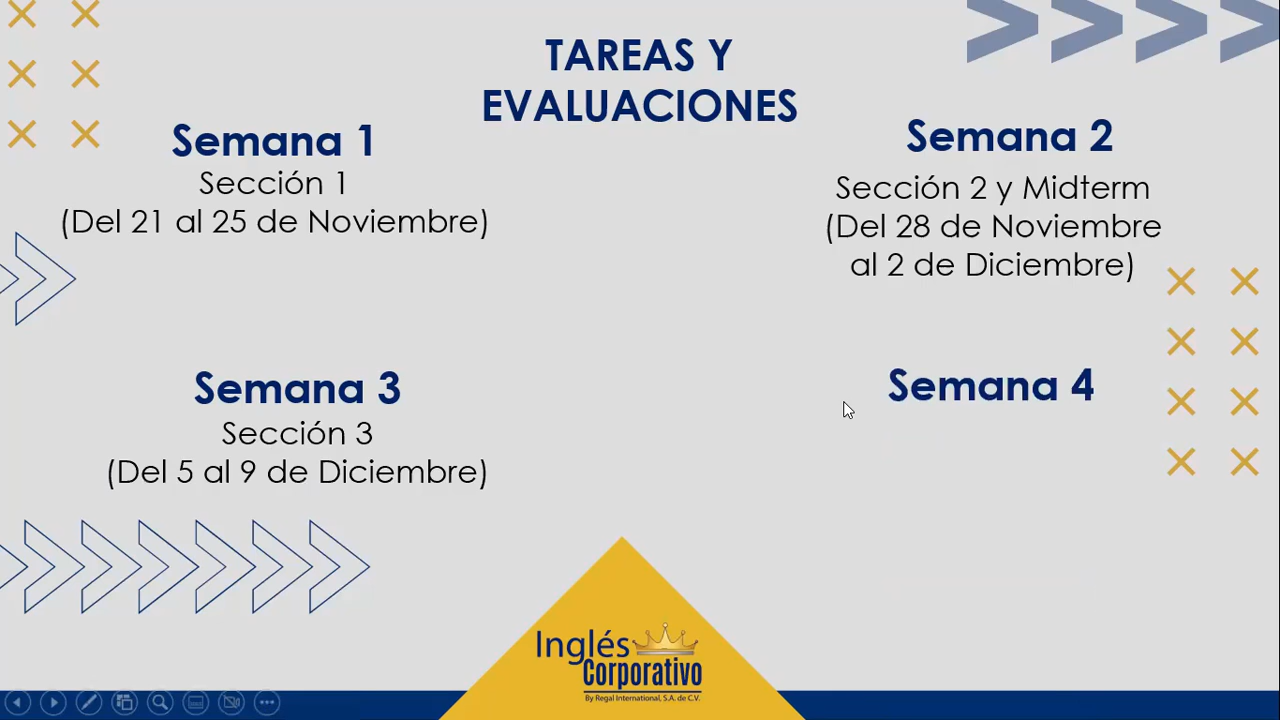 TAREAS Y
EVALUACIONES
Semana 1
Sección 1
(Del 21 al 25 de Noviembre)
Semana 2
Sección 2 y Midterm
(Del 28 de Noviembre
al 2 de Diciembre)
Semana 3
Sección 3
(Del 5 al 9 de Diciembre)
Semana 4
Inglés
Corporativo
By Regal International, S.A. de C.V.